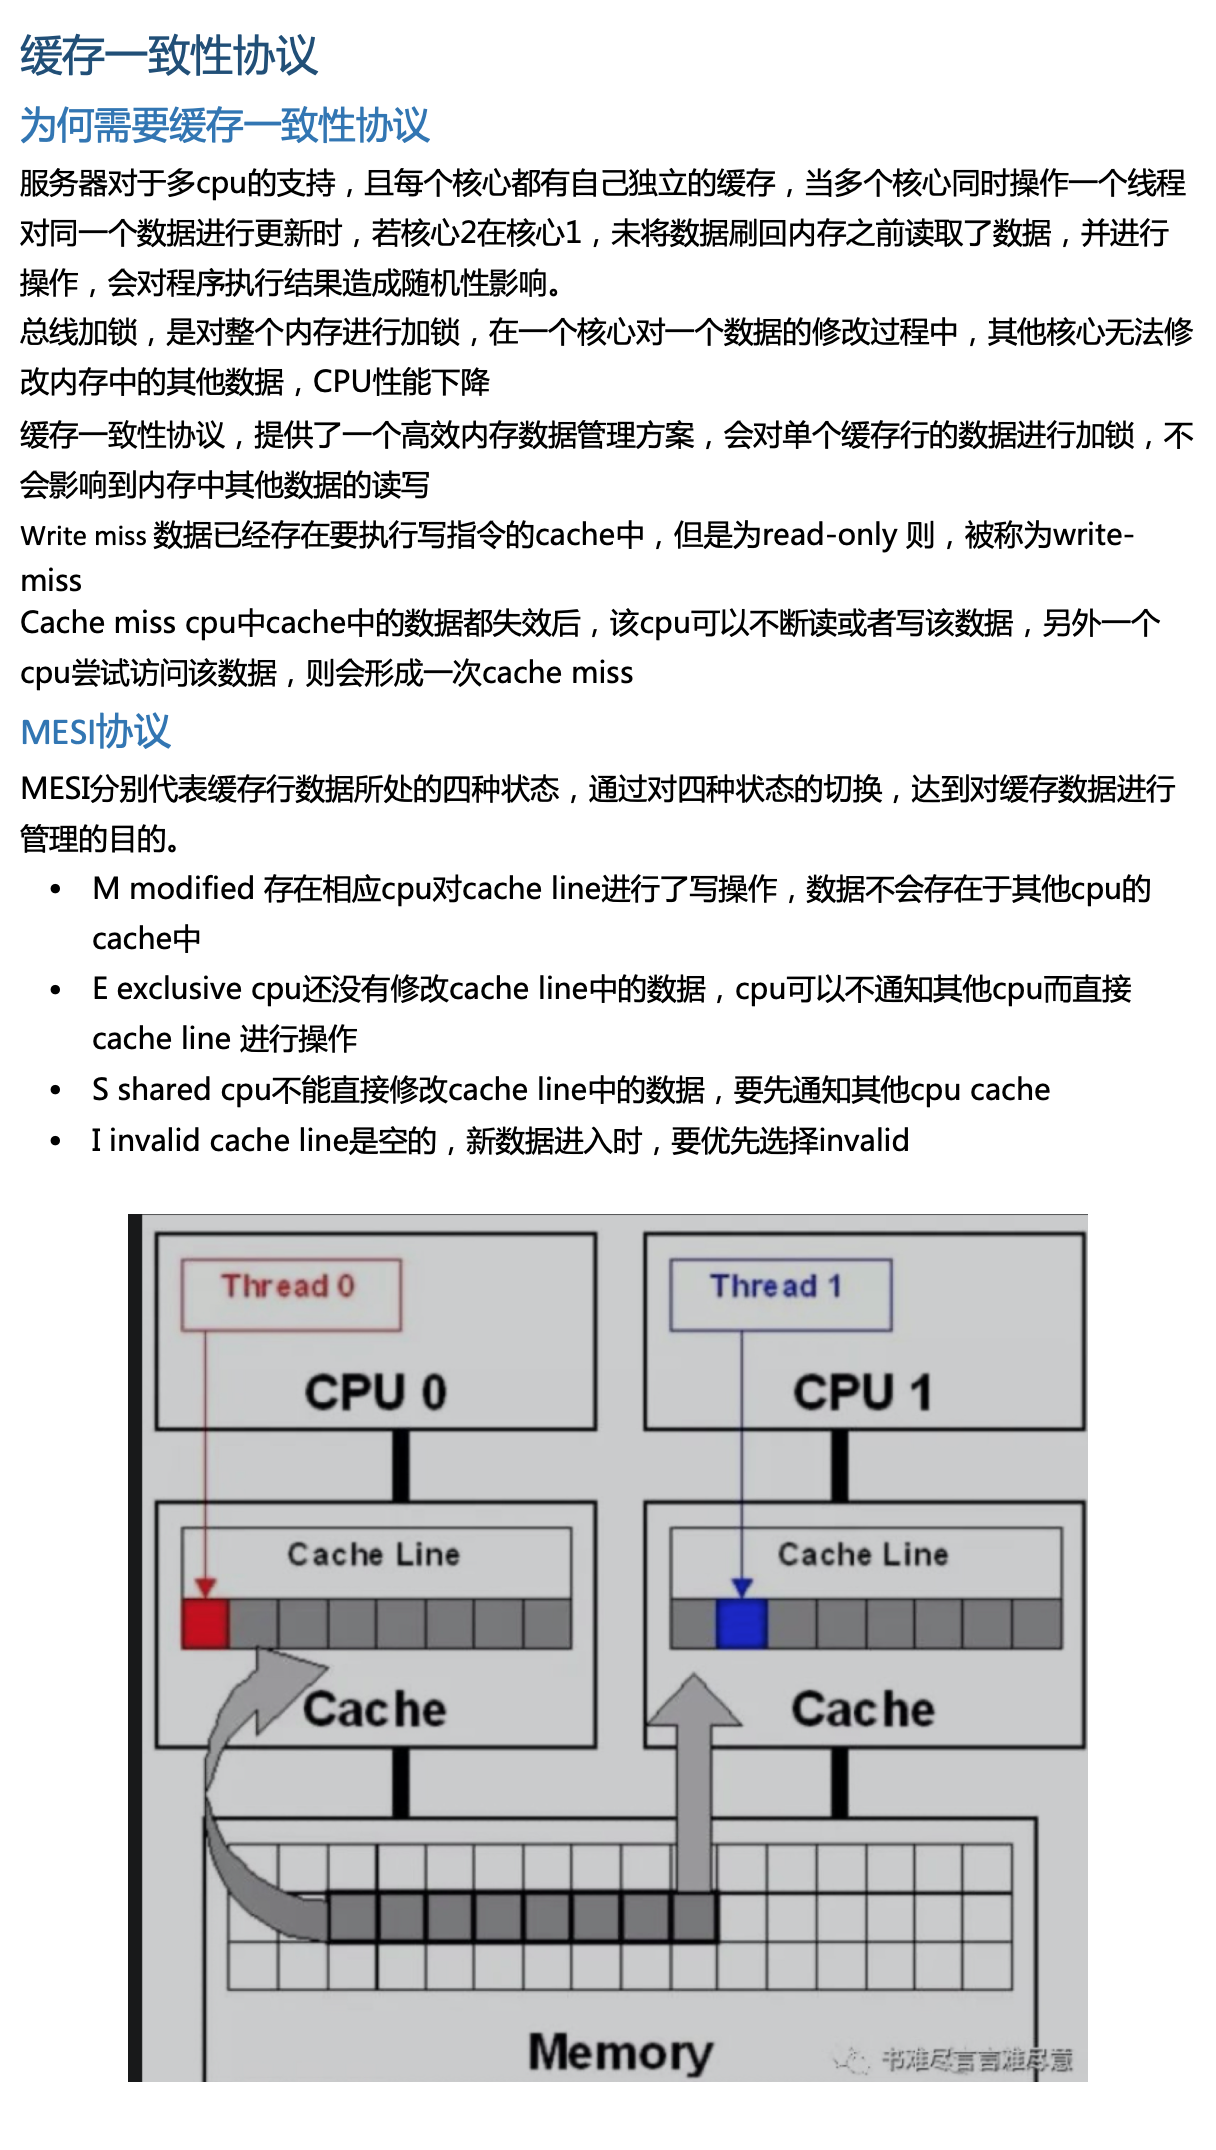 缓存一致性协议
为何需要缓存一致性协议
服务器对于多cpu的支持，且每个核心都有自己独立的缓存，当多个核心同时操作一个线程
对同一个数据进行更新时，若核心2在核心1，未将数据刷回内存之前读取了数据，并进行
操作，会对程序执行结果造成随机性影响。
总线加锁，是对整个内存进行加锁，在一个核心对一个数据的修改过程中，其他核心无法修
改内存中的其他数据，CPU性能下降
缓存一致性协议，提供了一个高效内存数据管理方案，会对单个缓存行的数据进行加锁，不
会影响到内存中其他数据的读写
Write miss 数据已经存在要执行写指令的cache中，但是为read-only 则，被称为write-
miss
Cache miss cpu中cache中的数据都失效后，该cpu可以不断读或者写该数据，另外一个
cpu尝试访问该数据，则会形成一次cache miss
MESI协议
MESI分别代表缓存行数据所处的四种状态，通过对四种状态的切换，达到对缓存数据进行
管理的目的。
• M modified 存在相应cpu对cache line进行了写操作，数据不会存在于其他cpu的
cache中
• E exclusive cpu还没有修改cache line中的数据，cpu可以不通知其他cpu而直接
cache line 进行操作
• S shared cpu不能直接修改cache line中的数据，要先通知其他cpu cache
• I invalid cache line是空的，新数据进入时，要优先选择invalid
Thread 0
Thread 1
CPU 0
CPU 1
Cache Line
Cache Line
Cache
Cache
Memory
书难尽言言难尽意